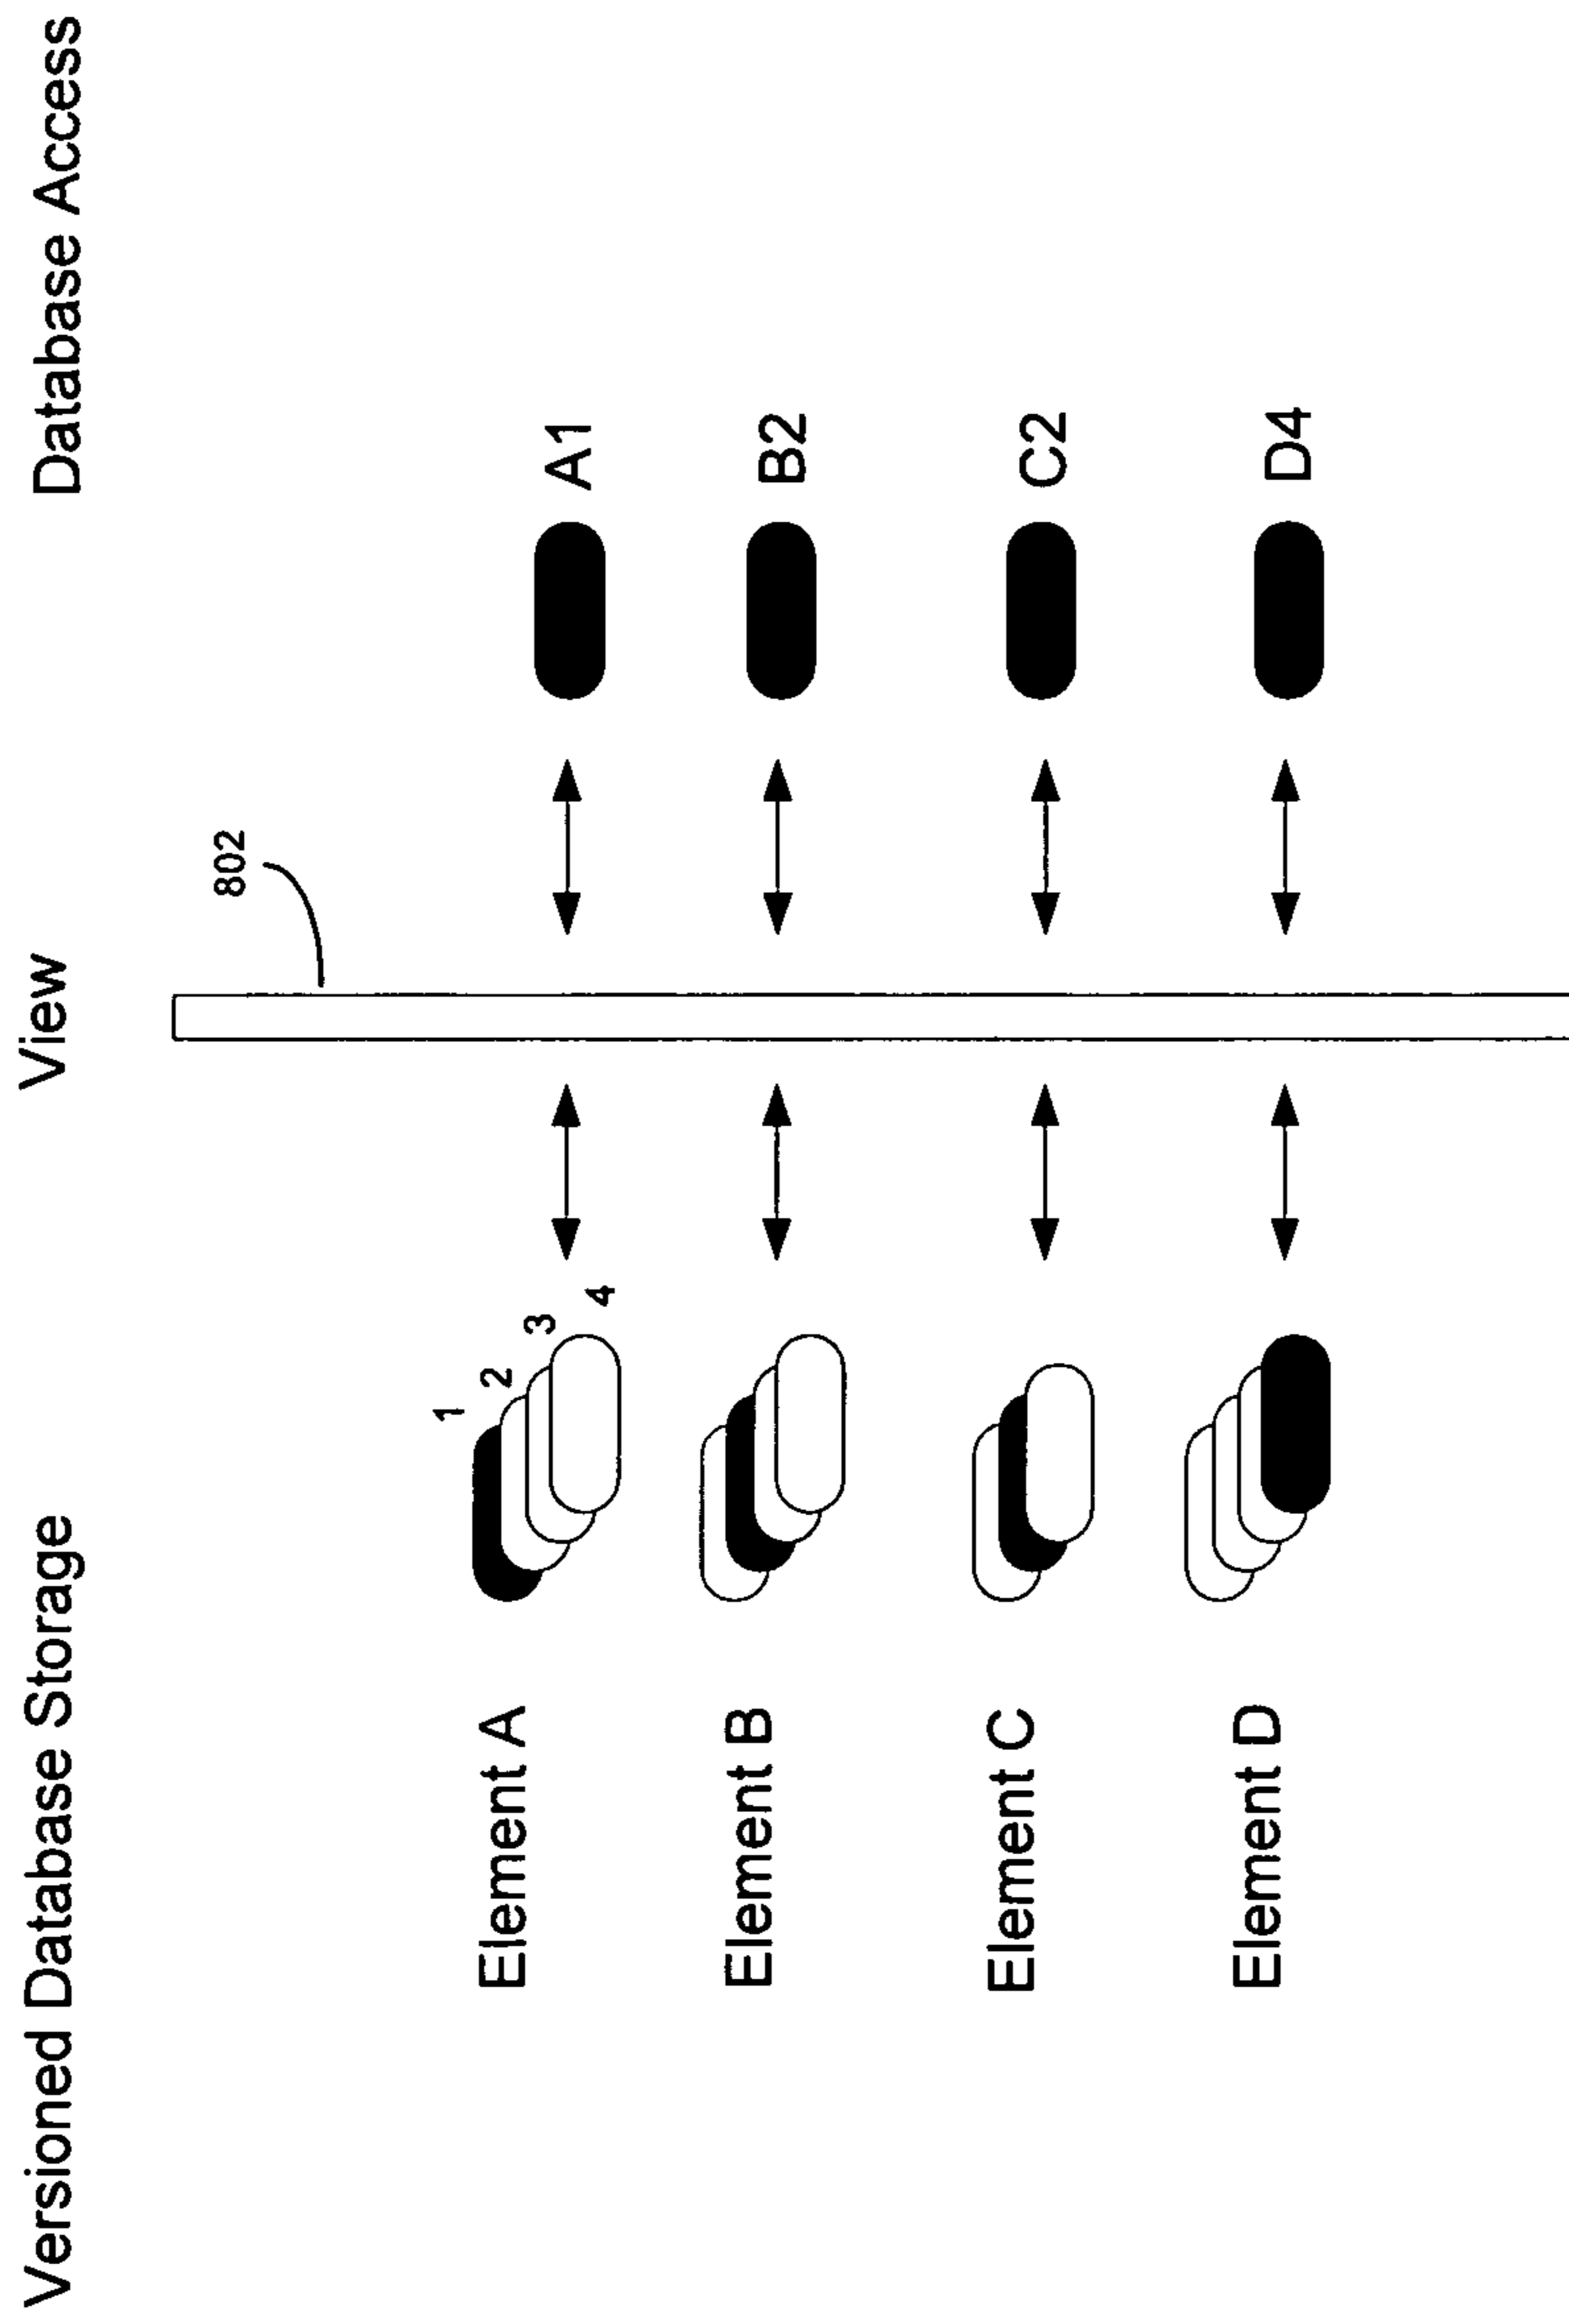 Versioned Database Storage
View
Database Access
802
1
2
3
4
Element A
A1
Element B
B2
Element C
C2
Element D
D4